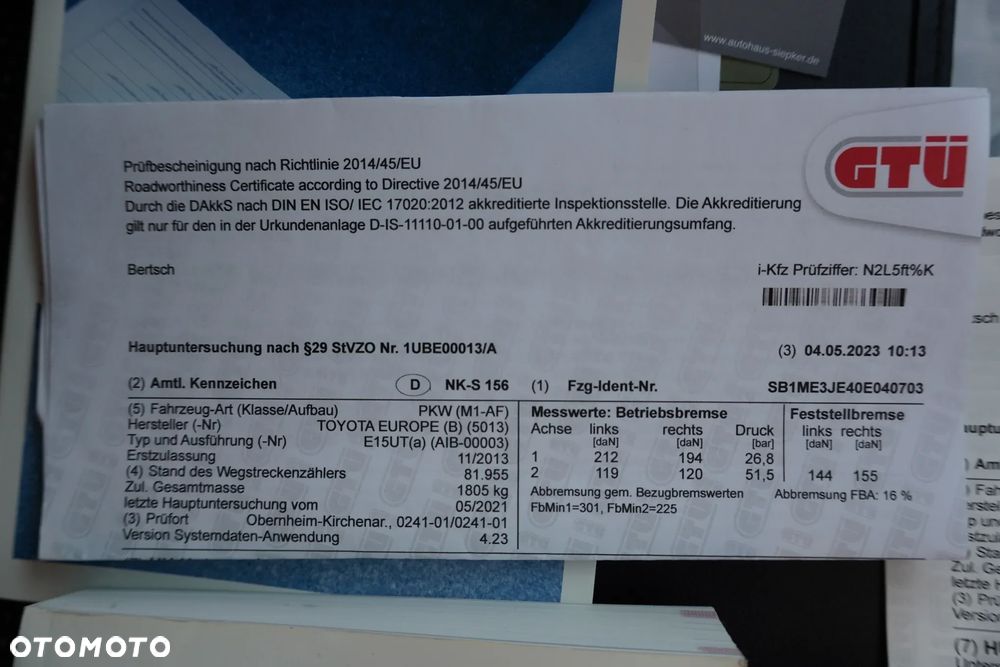 www.autohaus-siepker.de
GTÜ
Prüfbescheinigung nach Richtlinie 2014/45/EU
Roadworthiness Certificate according to Directive 2014/45/EU
Durch die DAkkS nach DIN EN ISO/ IEC 17020:2012 akkreditierte Inspektionsstelle. Die Akkreditierung
gilt nur für den in der Urkundenanlage D-IS-11110-01-00 aufgeführten Akkreditierungsumfang.
Bertsch i-Kfz Prüfziffer: N2L5ft%K
Hauptuntersuchung nach §29 StVZO Nr. 1UBE00013/A (3) 04.05.2023 10:13
(2) Amtl. Kennzeichen D NK-S 156 (1) Fzg-Ident-Nr. SB1ME3JE40E040703
(5) Fahrzeug-Art (Klasse/Aufbau) PKW (M1-AF)
Hersteller (-Nr) TOYOTA EUROPE (B) (5013)
Typ und Ausführung (-Nr) E15UT(a) (AIB-00003)
Erstzulassung 11/2013
(4) Stand des Wegstreckenzählers 81.955
Zul. Gesamtmasse 1805 kg
letzte Hauptuntersuchung vom 05/2021
(3) Prüfort Obernheim-Kirchenar., 0241-01/0241-01
Version Systemdaten-Anwendung 4.23
Messwerte: Betriebsbremse
Achse links rechts Druck
[daN] [daN] [bar]
1 212 194 26,8
2 119 120 51,5
Abbremsung gem. Bezugbremswerten
FbMin1=301, FbMin2=225
Feststellbremse
links rechts
[daN] [daN]
144 155
Abbremsung FBA: 16 %
Zul. Ge
letzte H
(3) Prü
Version
(7) H
OTOMOTO